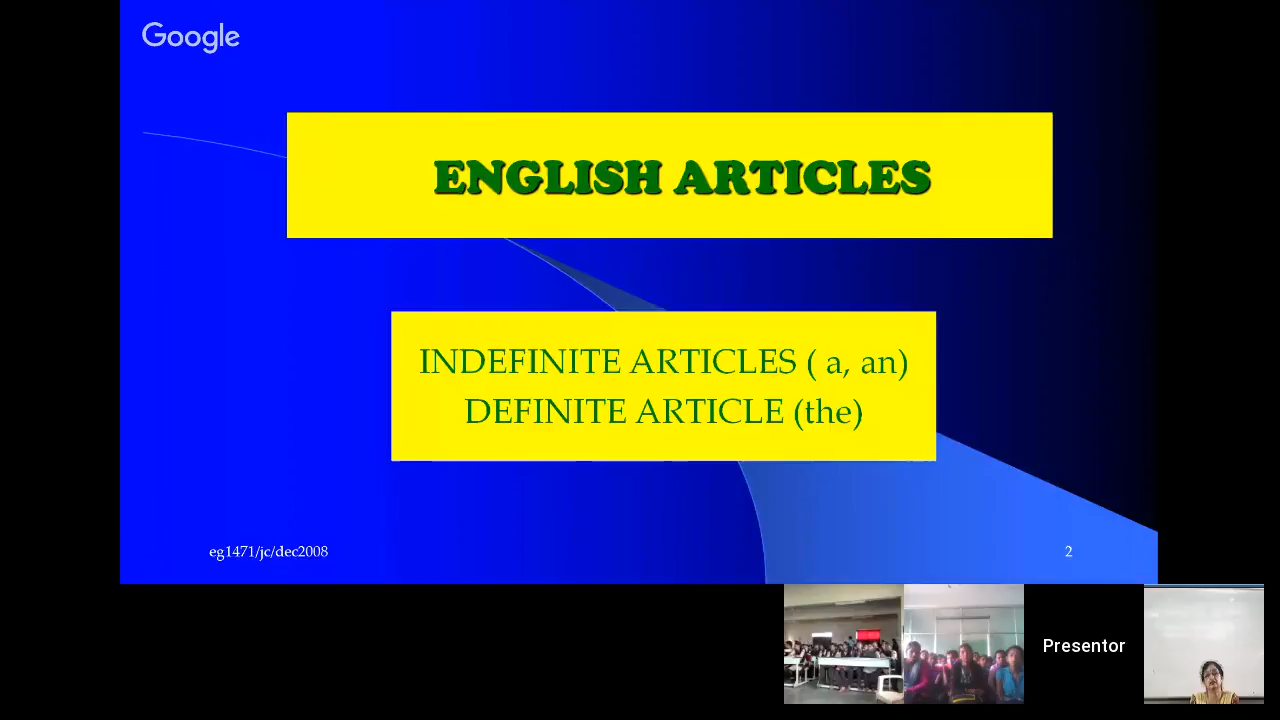 Google
ENGLISH ARTICLES
INDEFINITE ARTICLES ( a, an)
DEFINITE ARTICLE (the)
eg1471/jc/dec2008
2
Presentor